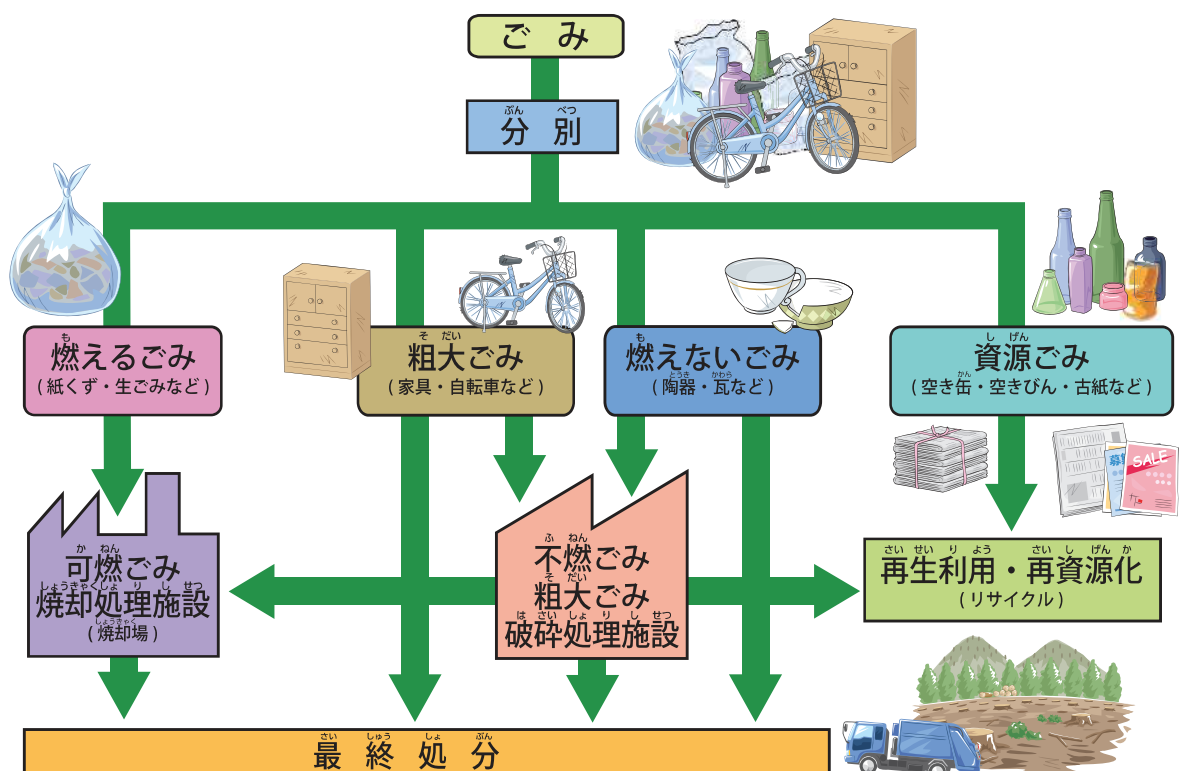 ごみ
分別
燃えるごみ
(紙くず・生ごみなど)
粗大ごみ
(家具・自転車など)
燃えないごみ
(陶器・瓦など)
資源ごみ
(空き缶・空きびん・古紙など)
SALE
可燃ごみ
焼却処理施設
(焼却場)
不燃ごみ
粗大ごみ
破砕処理施設
再生利用・再資源化
(リサイクル)
最終処分